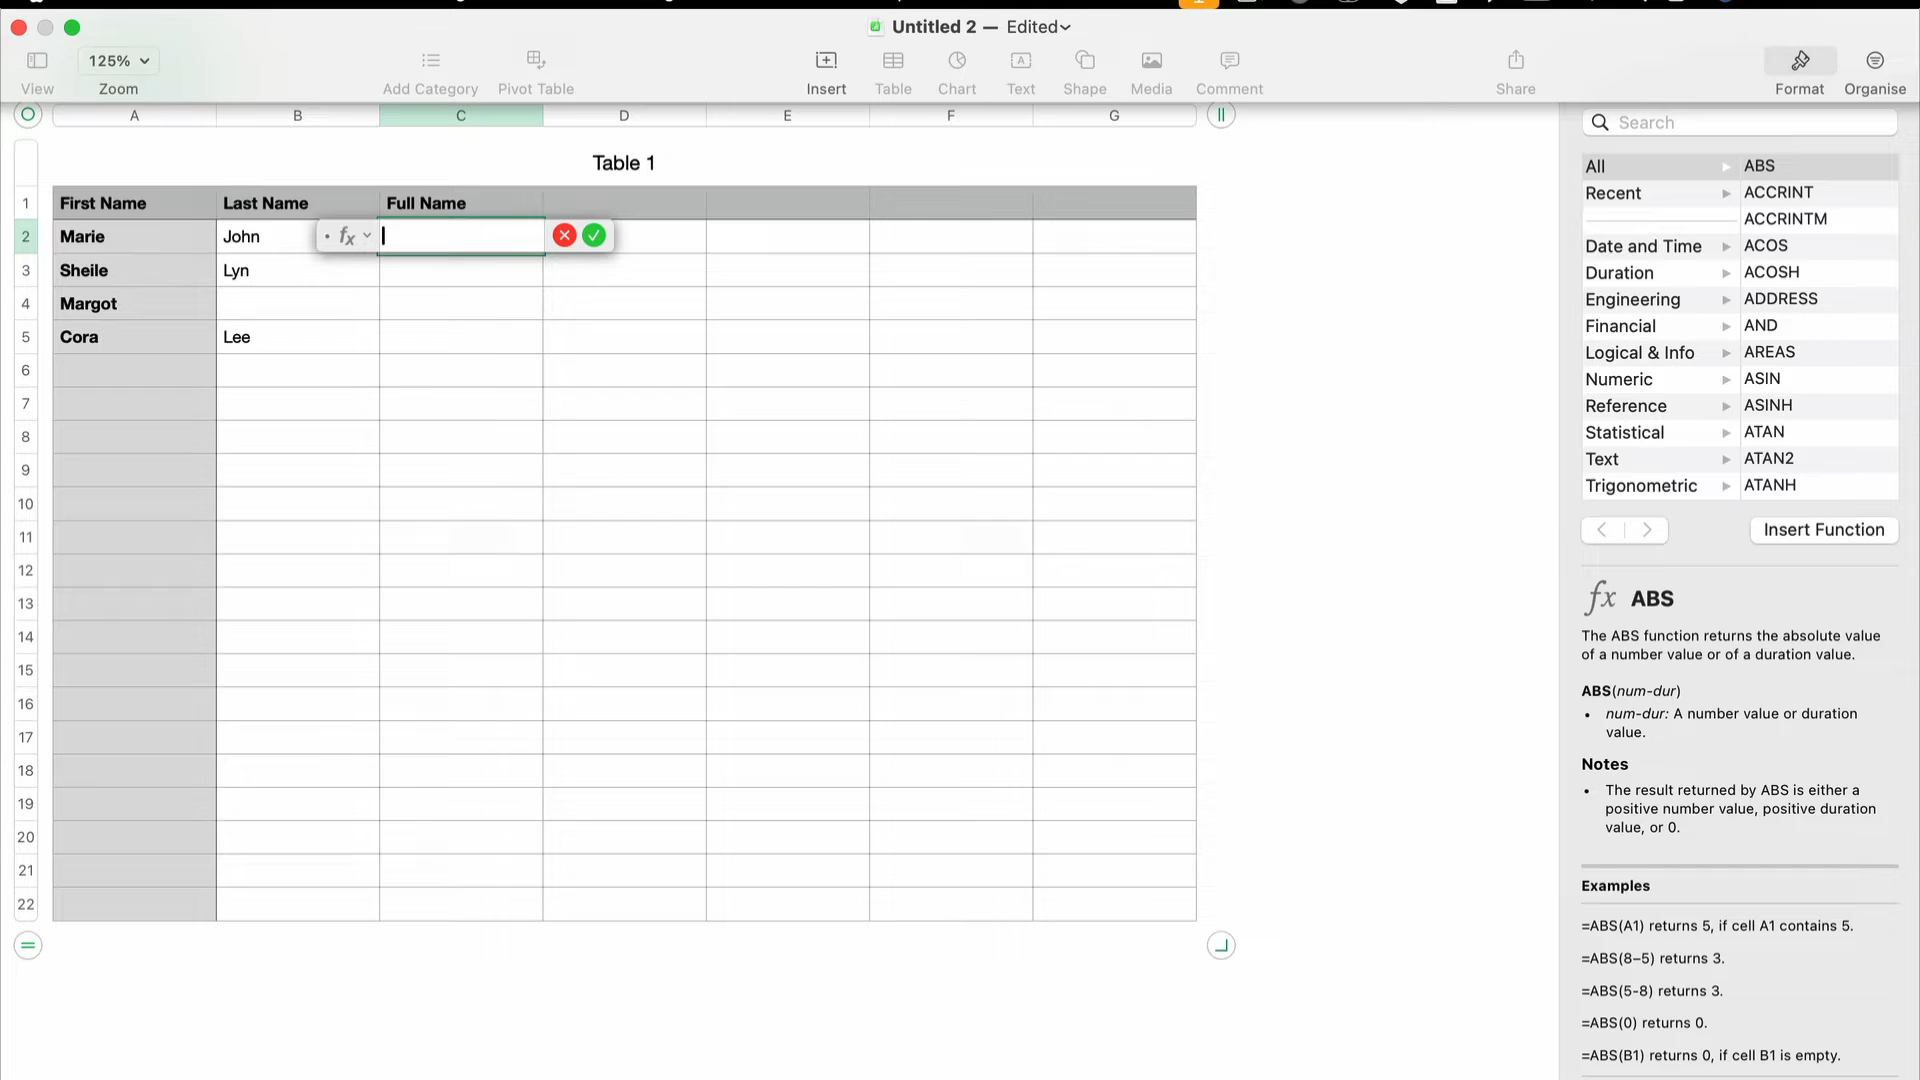 Untitled 2 — Edited
125%
View
Zoom
Add Category
Pivot Table
Insert
Table
Chart
Text
Shape
Media
Comment
Share
Format
Organise
A B C D E F G
Table 1
1 First Name Last Name Full Name
2 Marie John fx
3 Sheile Lyn
4 Margot
5 Cora Lee
6
7
8
9
10
11
12
13
14
15
16
17
18
19
20
21
22
Search
All ABS
Recent ACCRINT
ACCRINTM
Date and Time ACOS
Duration ACOSH
Engineering ADDRESS
Financial AND
Logical & Info AREAS
Numeric ASIN
Reference ASINH
Statistical ATAN
Text ATAN2
Trigonometric ATANH
Insert Function
fx ABS
The ABS function returns the absolute value
of a number value or of a duration value.
ABS(num-dur)
• num-dur: A number value or duration
value.
Notes
• The result returned by ABS is either a
positive number value, positive duration
value, or 0.
Examples
=ABS(A1) returns 5, if cell A1 contains 5.
=ABS(8–5) returns 3.
=ABS(5-8) returns 3.
=ABS(0) returns 0.
=ABS(B1) returns 0, if cell B1 is empty.